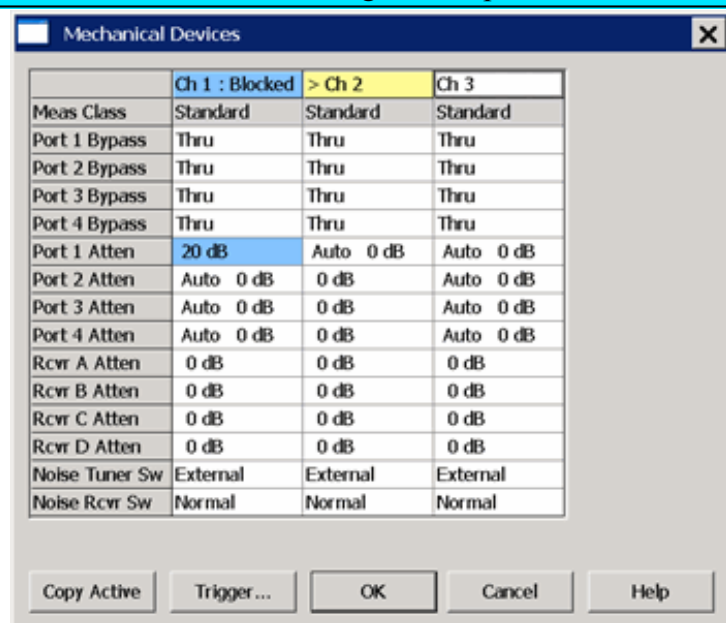 Mechanical Devices
Ch 1 : Blocked > Ch 2 Ch 3
Meas Class Standard Standard Standard
Port 1 Bypass Thru Thru Thru
Port 2 Bypass Thru Thru Thru
Port 3 Bypass Thru Thru Thru
Port 4 Bypass Thru Thru Thru
Port 1 Atten 20 dB Auto 0 dB Auto 0 dB
Port 2 Atten Auto 0 dB 0 dB Auto 0 dB
Port 3 Atten Auto 0 dB 0 dB Auto 0 dB
Port 4 Atten Auto 0 dB 0 dB Auto 0 dB
Rcvr A Atten 0 dB 0 dB 0 dB
Rcvr B Atten 0 dB 0 dB 0 dB
Rcvr C Atten 0 dB 0 dB 0 dB
Rcvr D Atten 0 dB 0 dB 0 dB
Noise Tuner Sw External External External
Noise Rcvr Sw Normal Normal Normal
Copy Active Trigger... OK Cancel Help